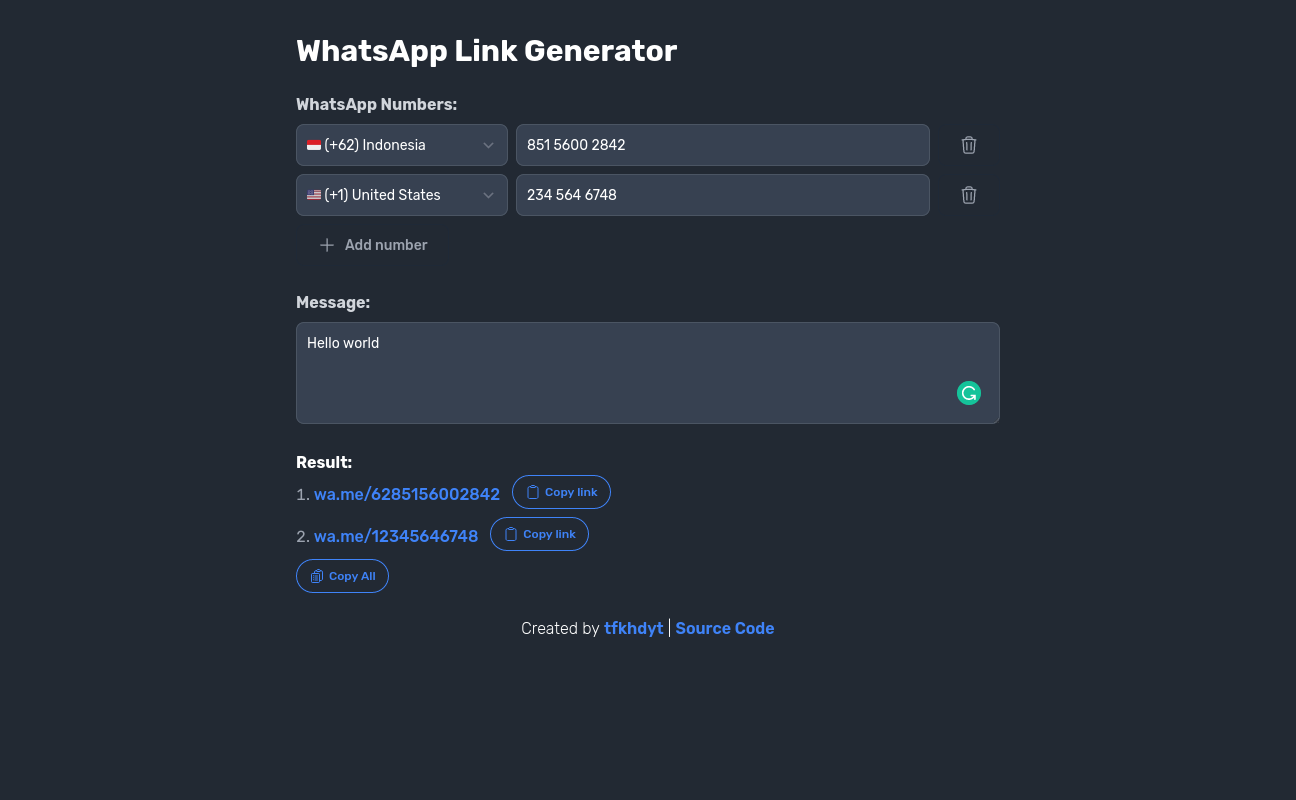 WhatsApp Link Generator
WhatsApp Numbers:
(+62) Indonesia
851 5600 2842
(+1) United States
234 564 6748
Add number
Message:
Hello world
Result:
1. wa.me/6285156002842 Copy link
2. wa.me/12345646748 Copy link
Copy All
Created by tfkhdyt | Source Code